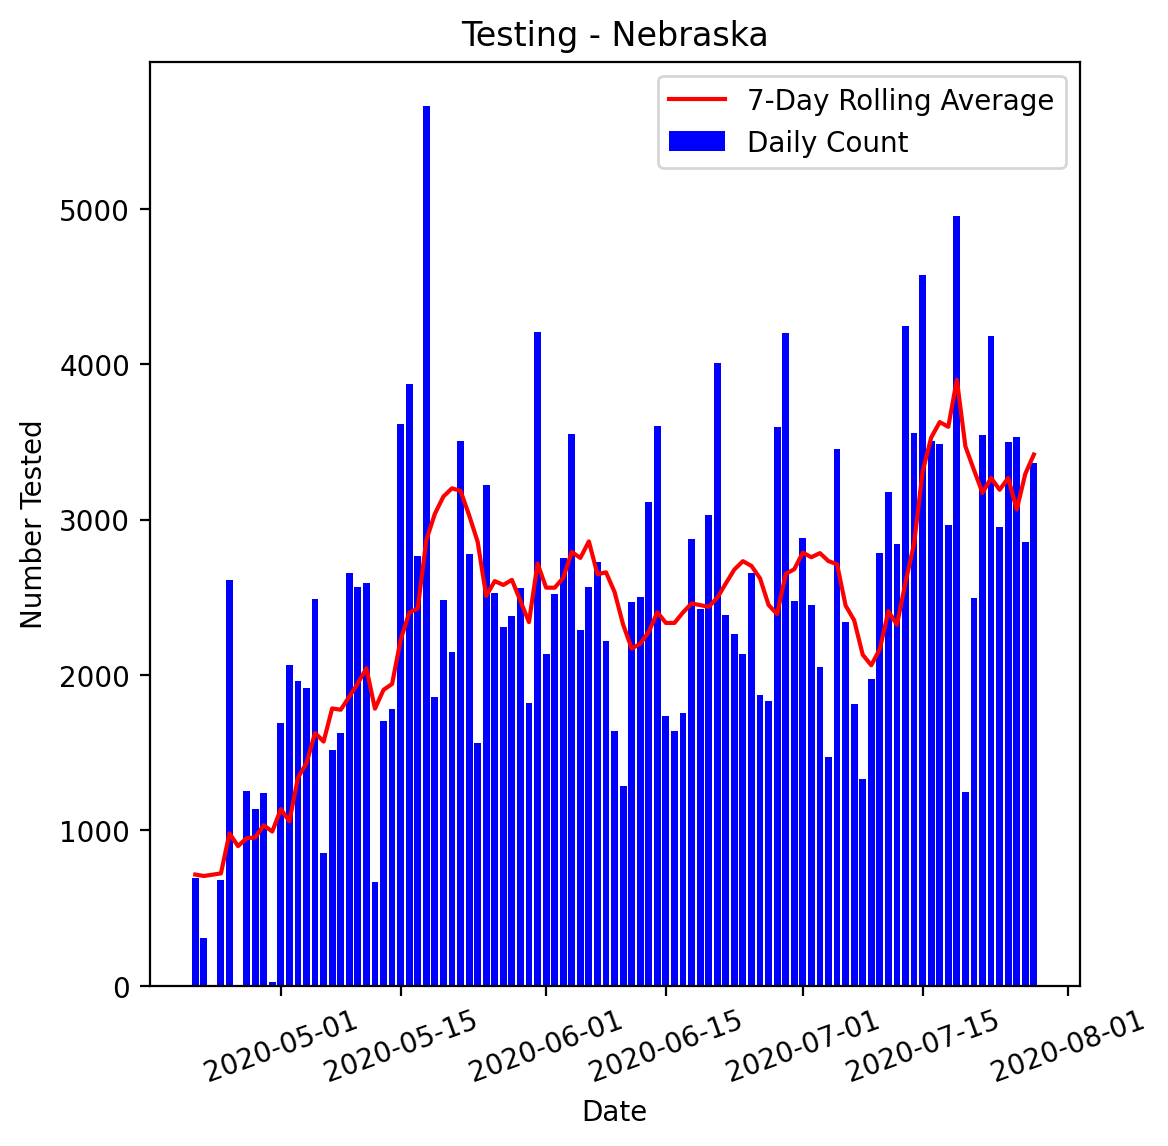 Testing - Nebraska
7-Day Rolling Average
Daily Count
Number Tested
5000
4000
3000
2000
1000
0
2020-05-01
2020-05-15
2020-06-01
2020-06-15
2020-07-01
2020-07-15
2020-08-01
Date